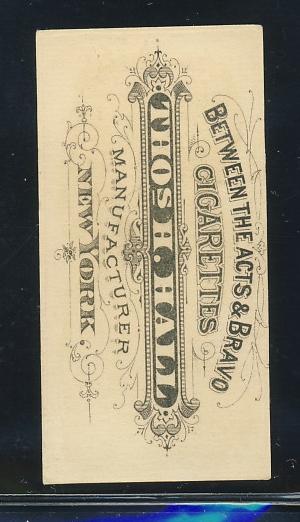 BETWEEN THE ACTS & BRAVO
CIGARETTES
THOS. H. HALL
MANUFACTURER
NEW YORK.